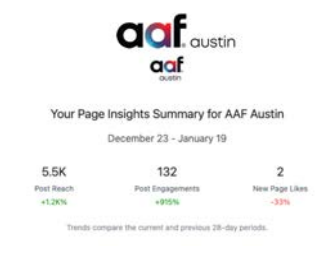 aaf. austin
aaf
austin
Your Page Insights Summary for AAF Austin
December 23 - January 19
5.5K 132 2
Post Reach Post Engagements New Page Likes
+1.2K% +915% -33%
Trends compare the current and previous 28-day periods.